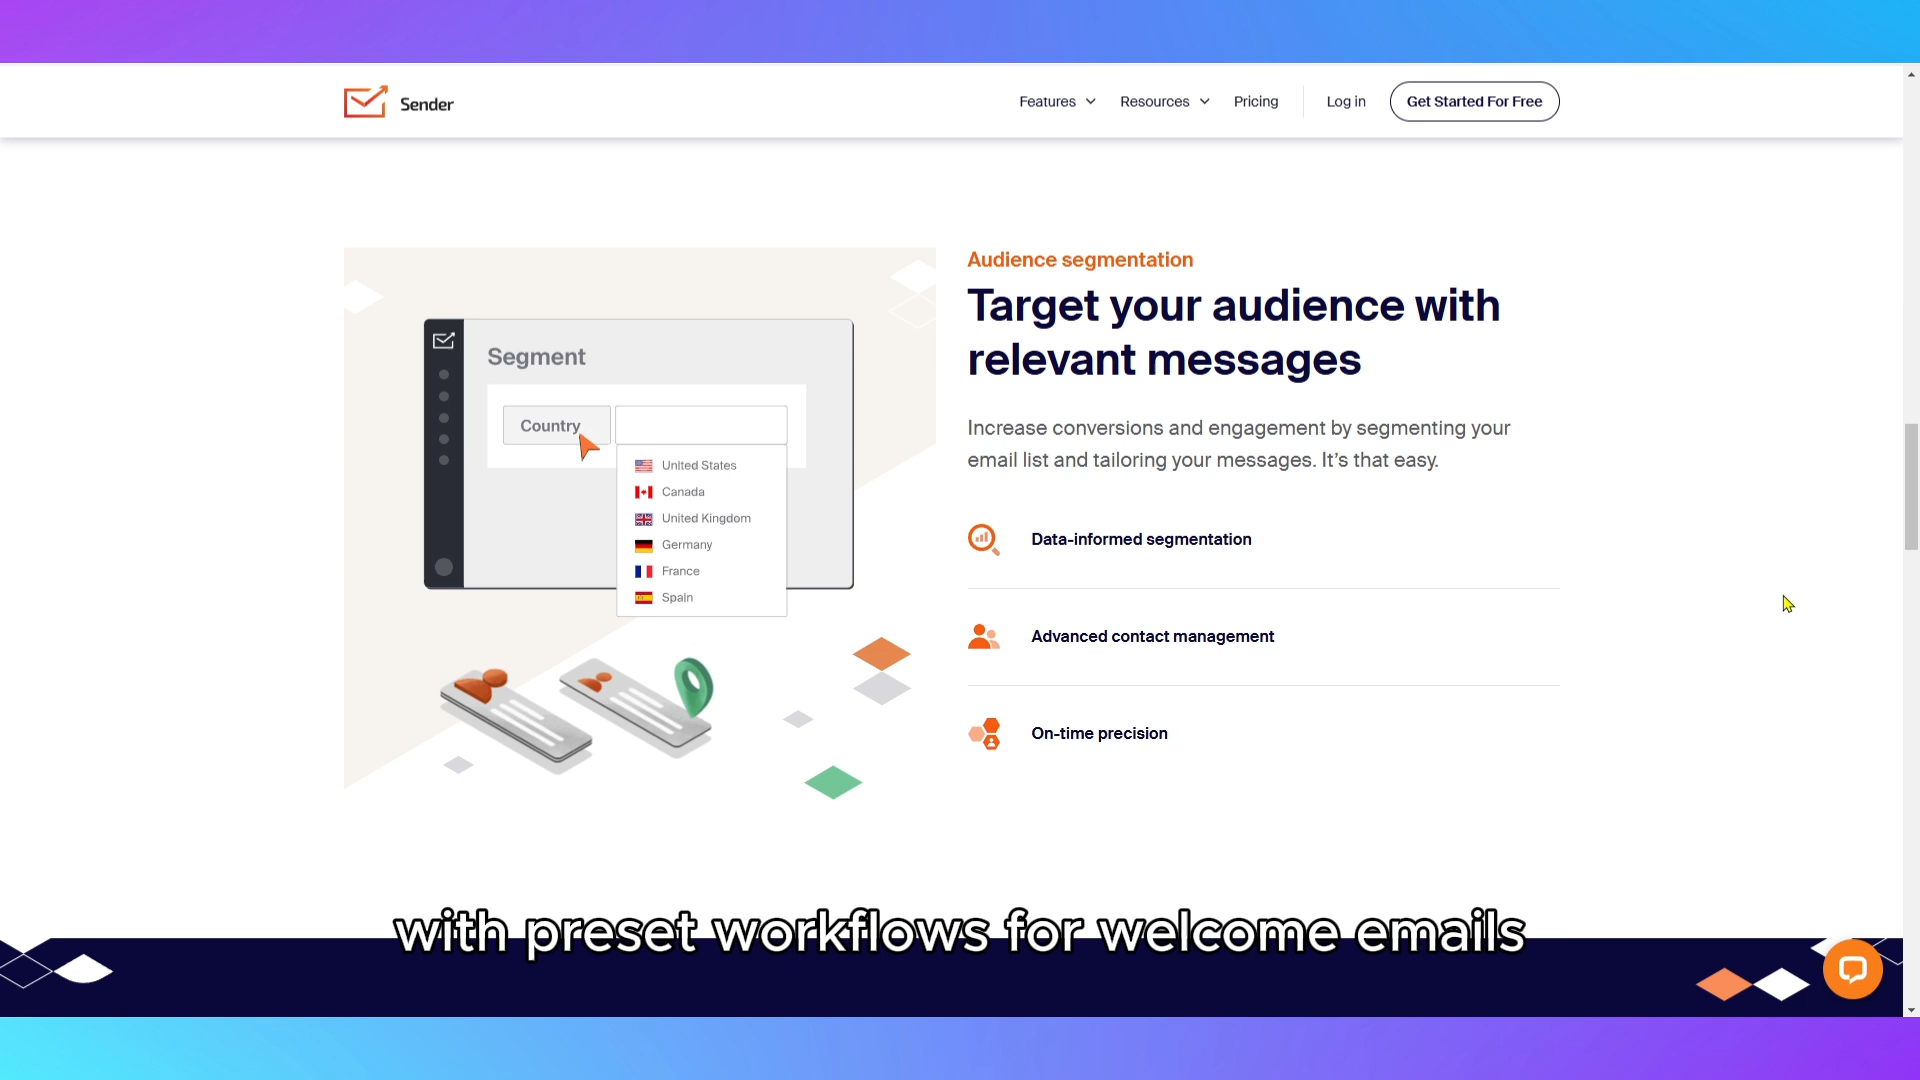 Sender
Features
Resources
Pricing
Log in
Get Started For Free
Segment
Country
United States
Canada
United Kingdom
Germany
France
Spain
Audience segmentation
Target your audience with
relevant messages
Increase conversions and engagement by segmenting your
email list and tailoring your messages. It’s that easy.
Data-informed segmentation
Advanced contact management
On-time precision
with preset workflows for welcome emails